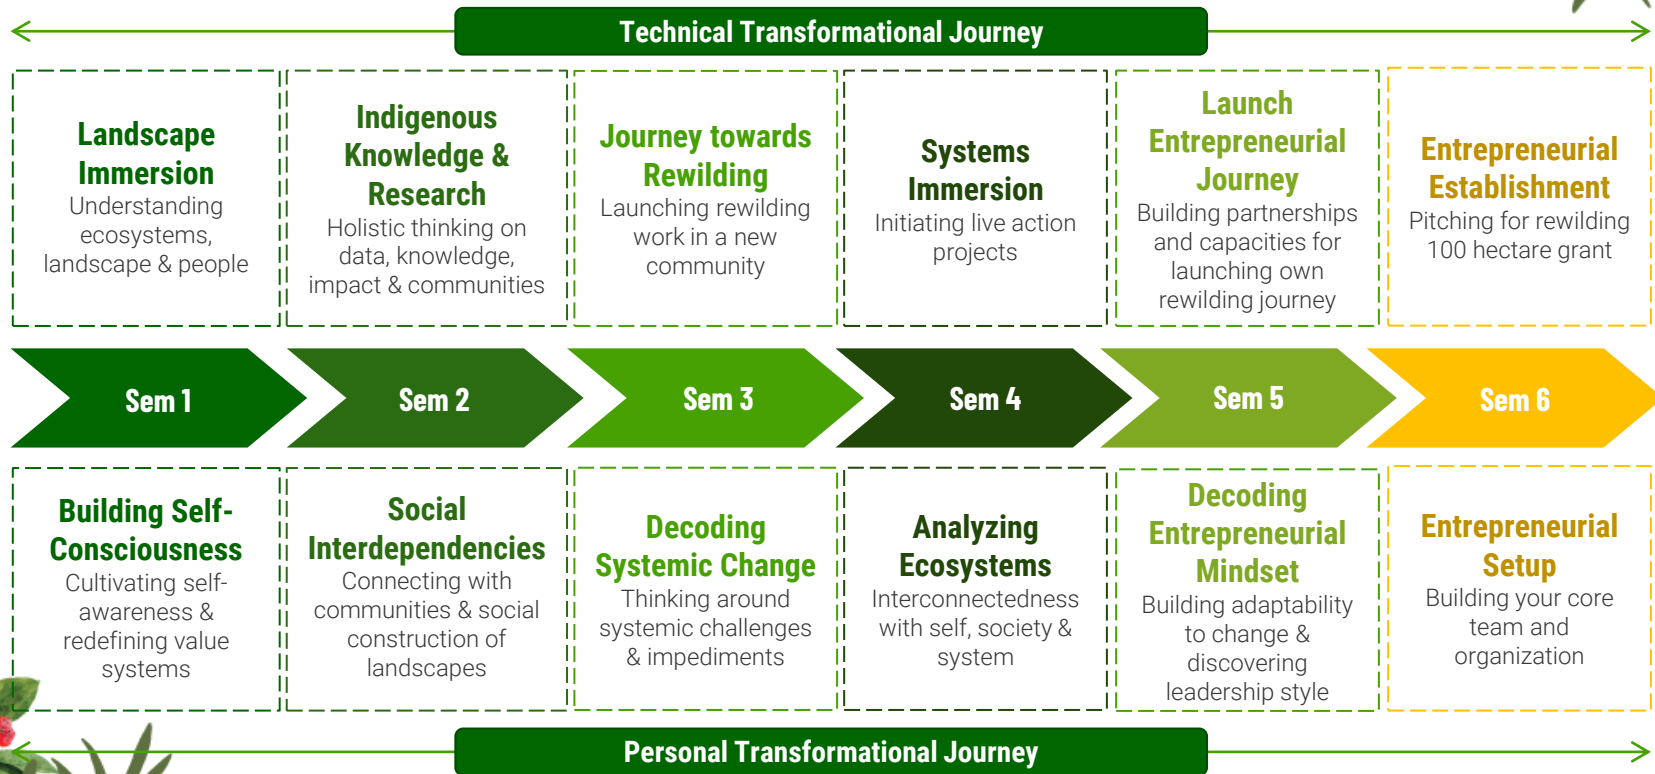 Technical Transformational Journey
Landscape
Immersion
Understanding
ecosystems,
landscape & people
Indigenous
Knowledge &
Research
Holistic thinking on
data, knowledge,
impact & communities
Journey towards
Rewilding
Launching rewilding
work in a new
community
Systems
Immersion
Initiating live action
projects
Launch
Entrepreneurial
Journey
Building partnerships
and capacities for
launching own
rewilding journey
Entrepreneurial
Establishment
Pitching for rewilding
100 hectare grant
Sem 1
Sem 2
Sem 3
Sem 4
Sem 5
Sem 6
Building Self-
Consciousness
Cultivating self-
awareness &
redefining value
systems
Social
Interdependencies
Connecting with
communities & social
construction of
landscapes
Decoding
Systemic Change
Thinking around
systemic challenges
& impediments
Analyzing
Ecosystems
Interconnectedness
with self, society &
system
Decoding
Entrepreneurial
Mindset
Building adaptability
to change &
discovering
leadership style
Entrepreneurial
Setup
Building your core
team and
organization
Personal Transformational Journey